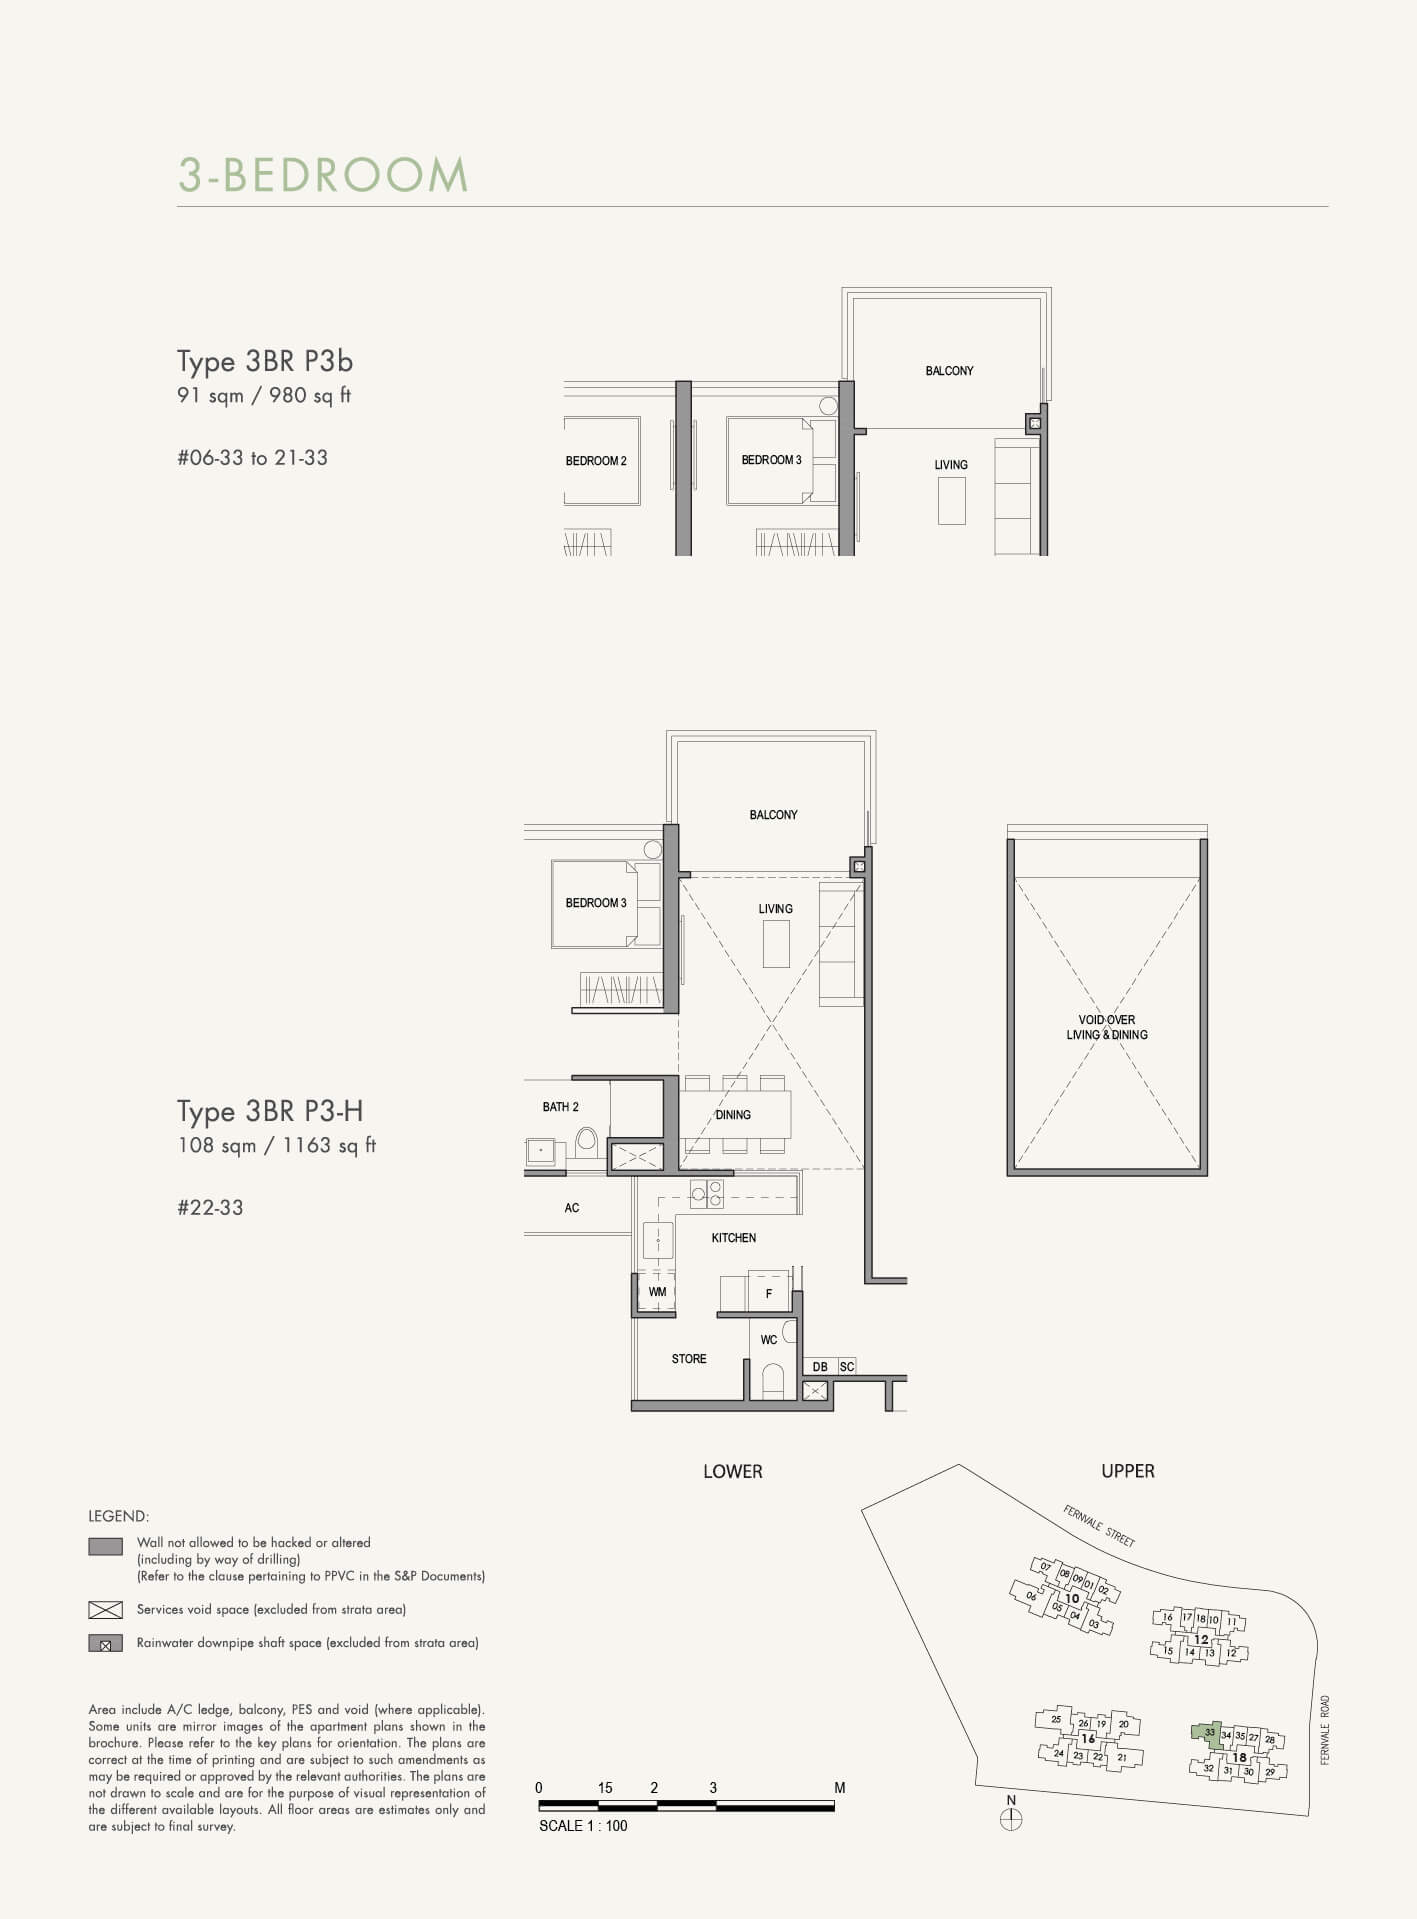 3-BEDROOM
Type 3BR P3b
91 sqm / 980 sq ft
#06-33 to 21-33
BALCONY
BEDROOM 2
BEDROOM 3
LIVING
BALCONY
BEDROOM 3
LIVING
VOID OVER
LIVING & DINING
Type 3BR P3-H
108 sqm / 1163 sq ft
#22-33
BATH 2
DINING
AC
KITCHEN
WM
F
WC
STORE
DB
SC
LOWER
UPPER
LEGEND:
Wall not allowed to be hacked or altered
(including by way of drilling)
(Refer to the clause pertaining to PPVC in the S&P Documents)
Services void space (excluded from strata area)
Rainwater downpipe shaft space (excluded from strata area)
Area include A/C ledge, balcony, PES and void (where applicable).
Some units are mirror images of the apartment plans shown in the
brochure. Please refer to the key plans for orientation. The plans are
correct at the time of printing and are subject to such amendments as
may be required or approved by the relevant authorities. The plans are
not drawn to scale and are for the purpose of visual representation of
the different available layouts. All floor areas are estimates only and
are subject to final survey.
0 15 2 3 M
SCALE 1 : 100
FERNVALE STREET
07 08 09 01 02
10
06 05 04 03
16 17 18 10 11
12
15 14 13 12
25 26 19 20
16
24 23 22 21
33 34 35 27 28
18
32 31 30 29
FERNVALE ROAD
N